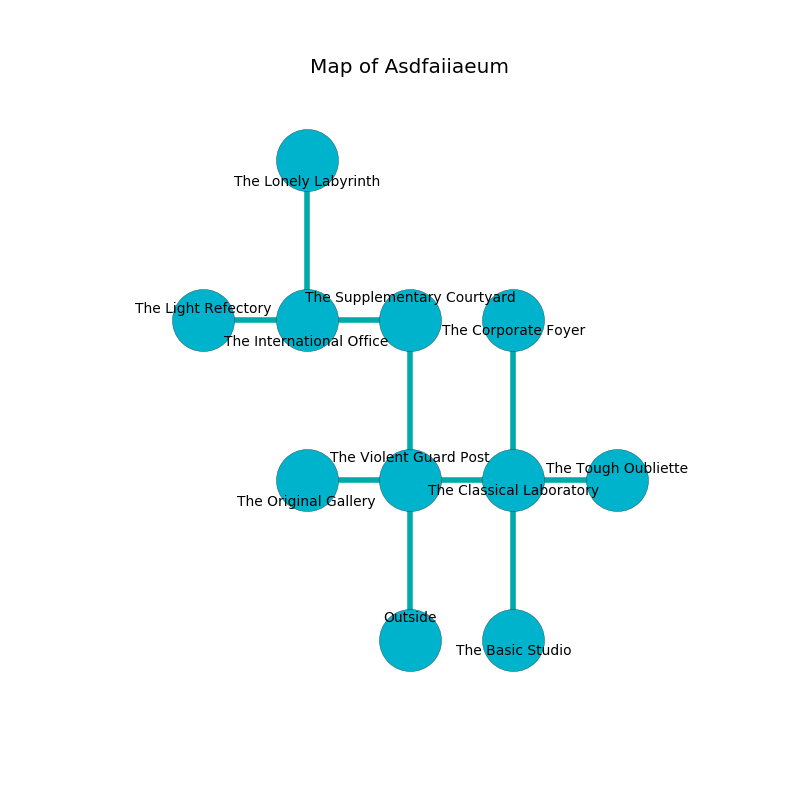 Map of Asdfaiiaeum
The Lonely Labyrinth
The Supplementary Courtyard
The Light Refectory
The Corporate Foyer
The International Office
The Violent Guard Post
The Tough Oubliette
The Classical Laboratory
The Original Gallery
Outside
The Basic Studio